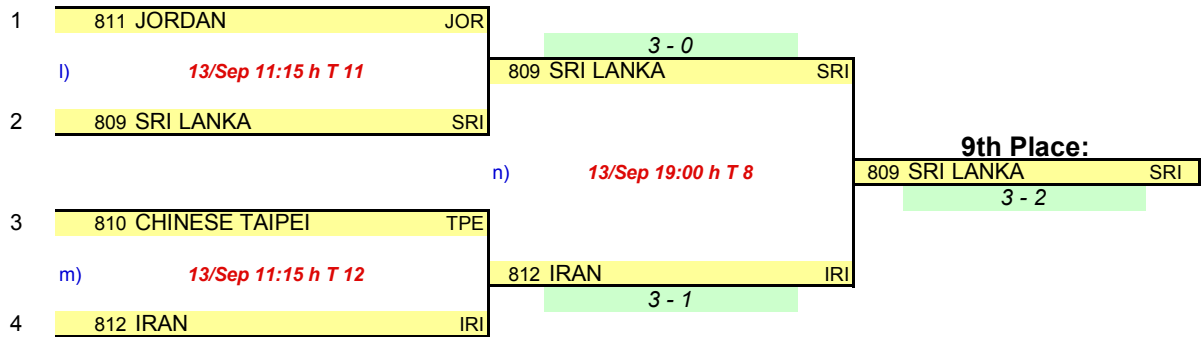 1 811 JORDAN JOR
3 - 0
l) 13/Sep 11:15 h T 11
809 SRI LANKA SRI
2 809 SRI LANKA SRI
9th Place:
n) 13/Sep 19:00 h T 8
809 SRI LANKA SRI
3 - 2
3 810 CHINESE TAIPEI TPE
m) 13/Sep 11:15 h T 12
812 IRAN IRI
3 - 1
4 812 IRAN IRI